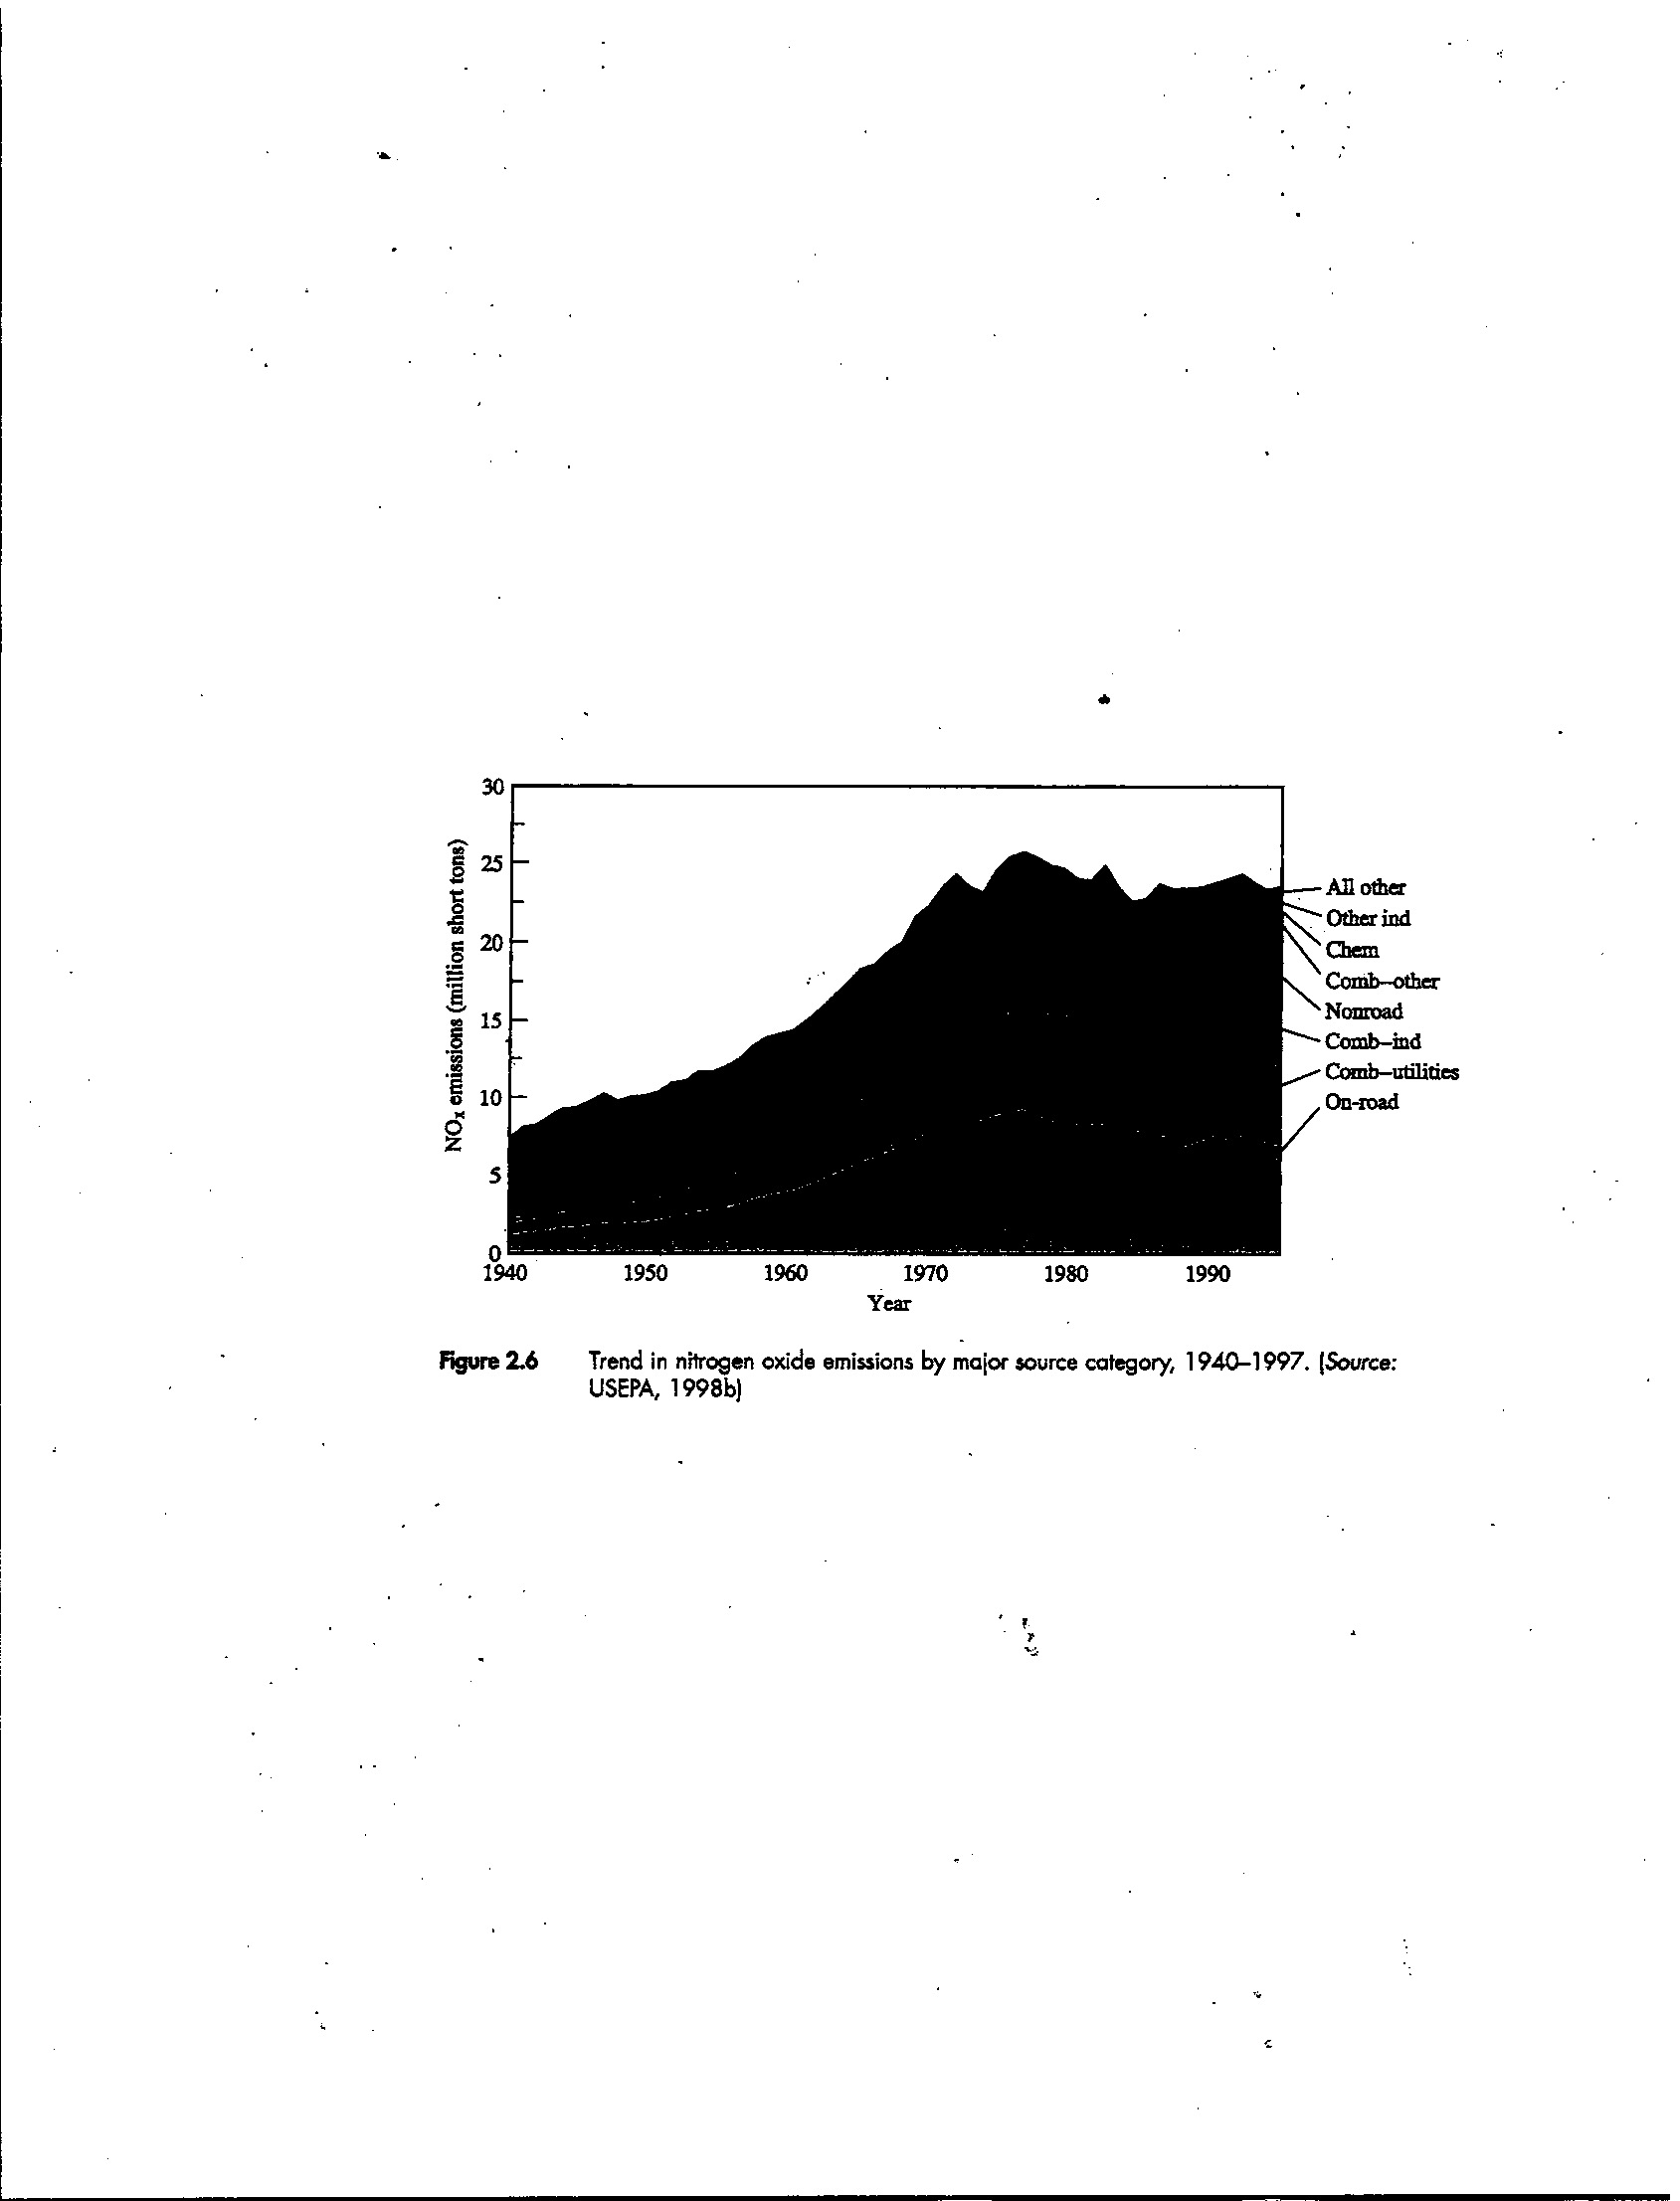 30
25
20
15
10
5
0
NOx emissions (million short tons)
1940 1950 1960 1970 1980 1990
Year
All other
Other ind
Chem
Comb–other
Nonroad
Comb–ind
Comb–utilities
On-road
Figure 2.6 Trend in nitrogen oxide emissions by major source category, 1940–1997. (Source:
USEPA, 1998b)